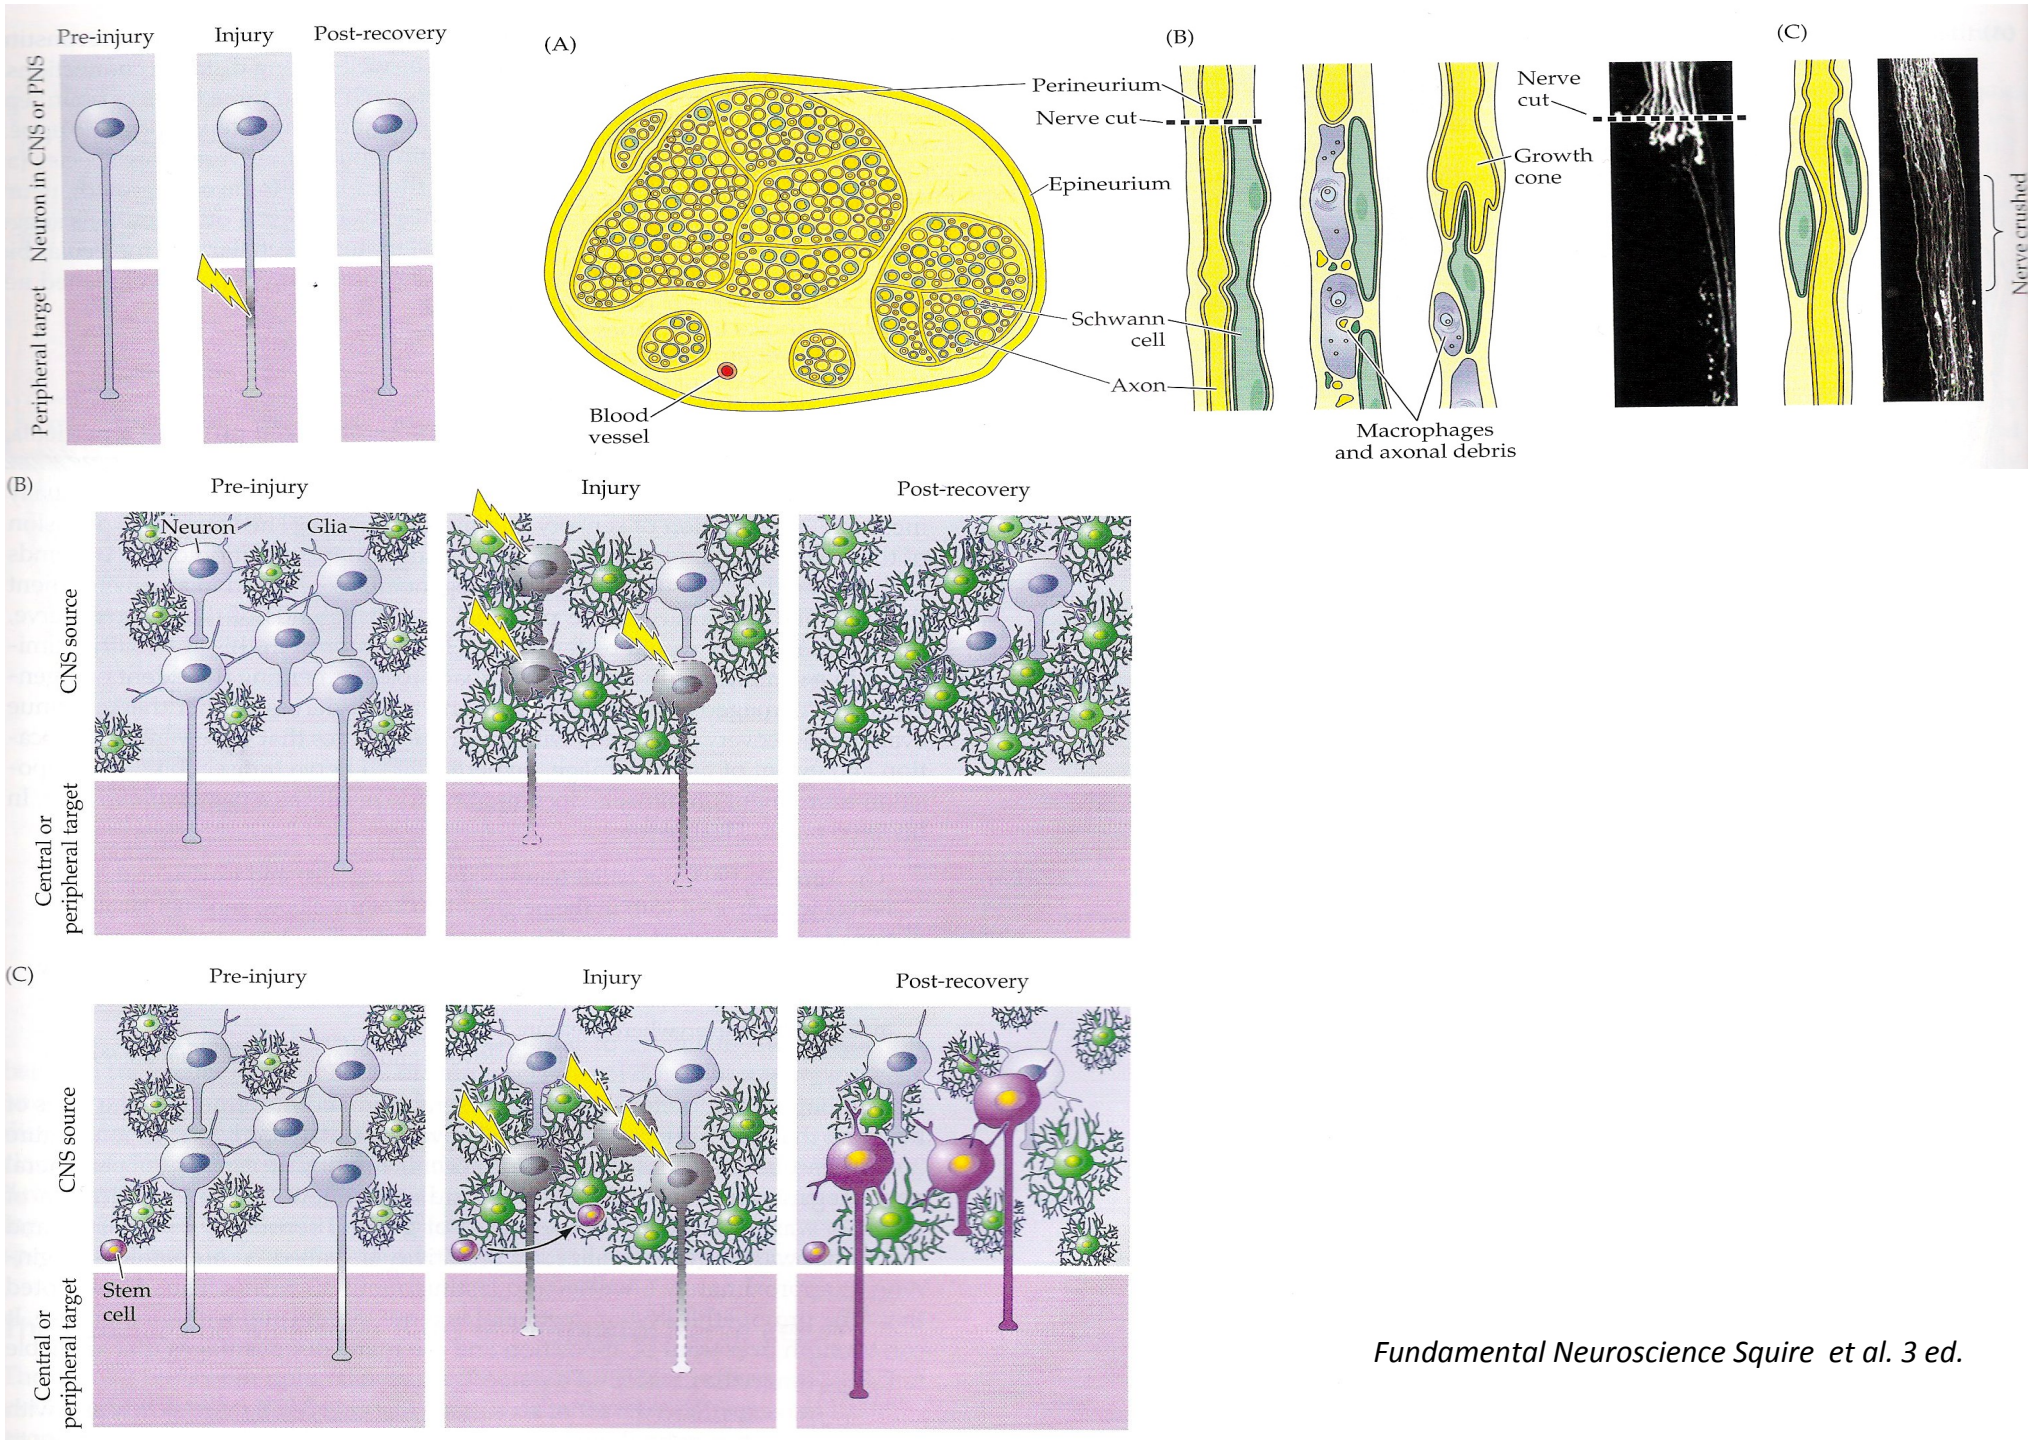 Pre-injury
Injury
Post-recovery
Neuron in CNS or PNS
Peripheral target
(A)
Perineurium
Nerve cut
Epineurium
Schwann
cell
Axon
Blood
vessel
(B)
Growth
cone
Macrophages
and axonal debris
Nerve
cut
(C)
Nerve crushed
(B)
Pre-injury
Injury
Post-recovery
Neuron
Glia
CNS source
Central or
peripheral target
(C)
Pre-injury
Injury
Post-recovery
CNS source
Stem
cell
Central or
peripheral target
Fundamental Neuroscience Squire et al. 3 ed.